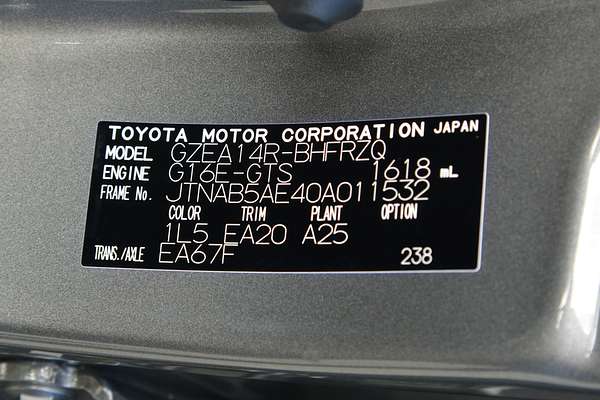 TOYOTA MOTOR CORPORATION JAPAN
MODEL GZEA14R-BHFRZQ
ENGINE G16E-GTS 1618 mL
FRAME No. JTNAB5AE40A011532
COLOR TRIM PLANT OPTION
1L5 EA20 A25
TRANS./AXLE EA67F 238